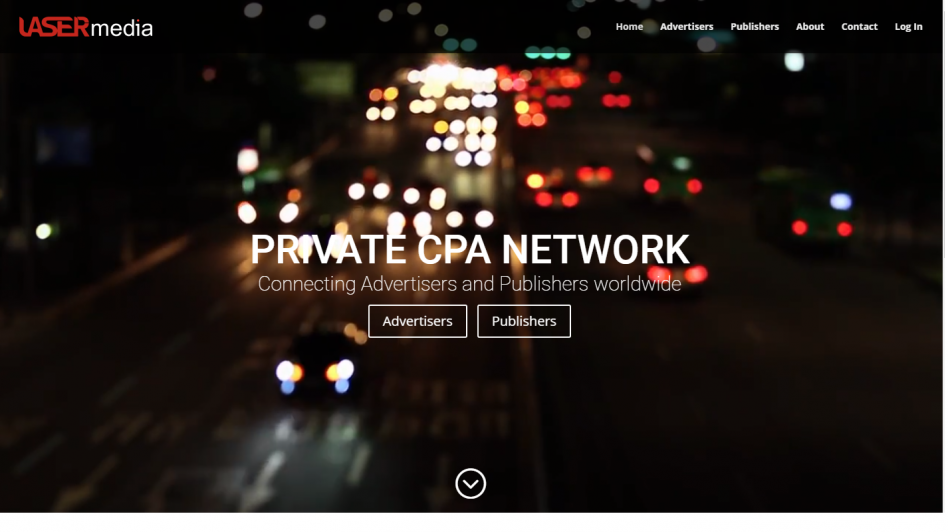 LASERmedia
Home Advertisers Publishers About Contact Log In
PRIVATE CPA NETWORK
Connecting Advertisers and Publishers worldwide
Advertisers Publishers